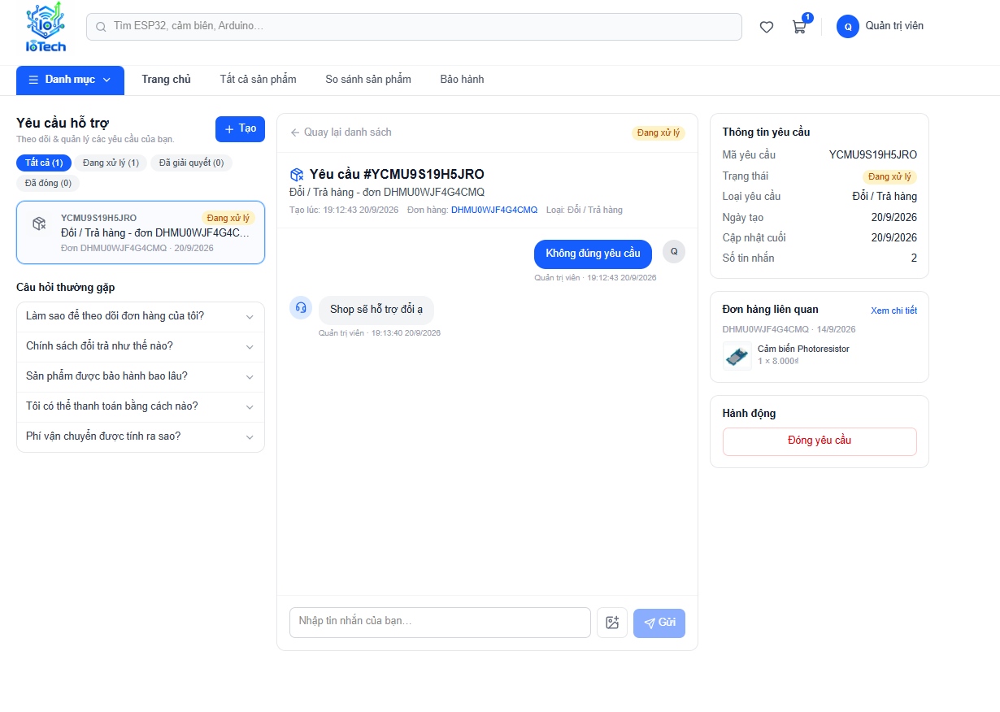 IoTech
Tìm ESP32, cảm biến, Arduino…
1
Q
Quản trị viên
Danh mục
Trang chủ
Tất cả sản phẩm
So sánh sản phẩm
Bảo hành
Yêu cầu hỗ trợ
Theo dõi & quản lý các yêu cầu của bạn.
Tạo
Tất cả (1)
Đang xử lý (1)
Đã giải quyết (0)
Đã đóng (0)
YCMU9S19H5JRO
Đang xử lý
Đổi / Trả hàng - đơn DHMU0WJF4G4C...
Đơn DHMU0WJF4G4CMQ · 20/9/2026
Câu hỏi thường gặp
Làm sao để theo dõi đơn hàng của tôi?
Chính sách đổi trả như thế nào?
Sản phẩm được bảo hành bao lâu?
Tôi có thể thanh toán bằng cách nào?
Phí vận chuyển được tính ra sao?
Quay lại danh sách
Đang xử lý
Yêu cầu #YCMU9S19H5JRO
Đổi / Trả hàng - đơn DHMU0WJF4G4CMQ
Tạo lúc: 19:12:43 20/9/2026 Đơn hàng: DHMU0WJF4G4CMQ Loại: Đổi / Trả hàng
Không đúng yêu cầu
Q
Quản trị viên · 19:12:43 20/9/2026
Shop sẽ hỗ trợ đổi ạ
Quản trị viên · 19:13:40 20/9/2026
Nhập tin nhắn của bạn…
Gửi
Thông tin yêu cầu
Mã yêu cầu YCMU9S19H5JRO
Trạng thái Đang xử lý
Loại yêu cầu Đổi / Trả hàng
Ngày tạo 20/9/2026
Cập nhật cuối 20/9/2026
Số tin nhắn 2
Đơn hàng liên quan
Xem chi tiết
DHMU0WJF4G4CMQ · 14/9/2026
Cảm biến Photoresistor
1 × 8.000₫
Hành động
Đóng yêu cầu